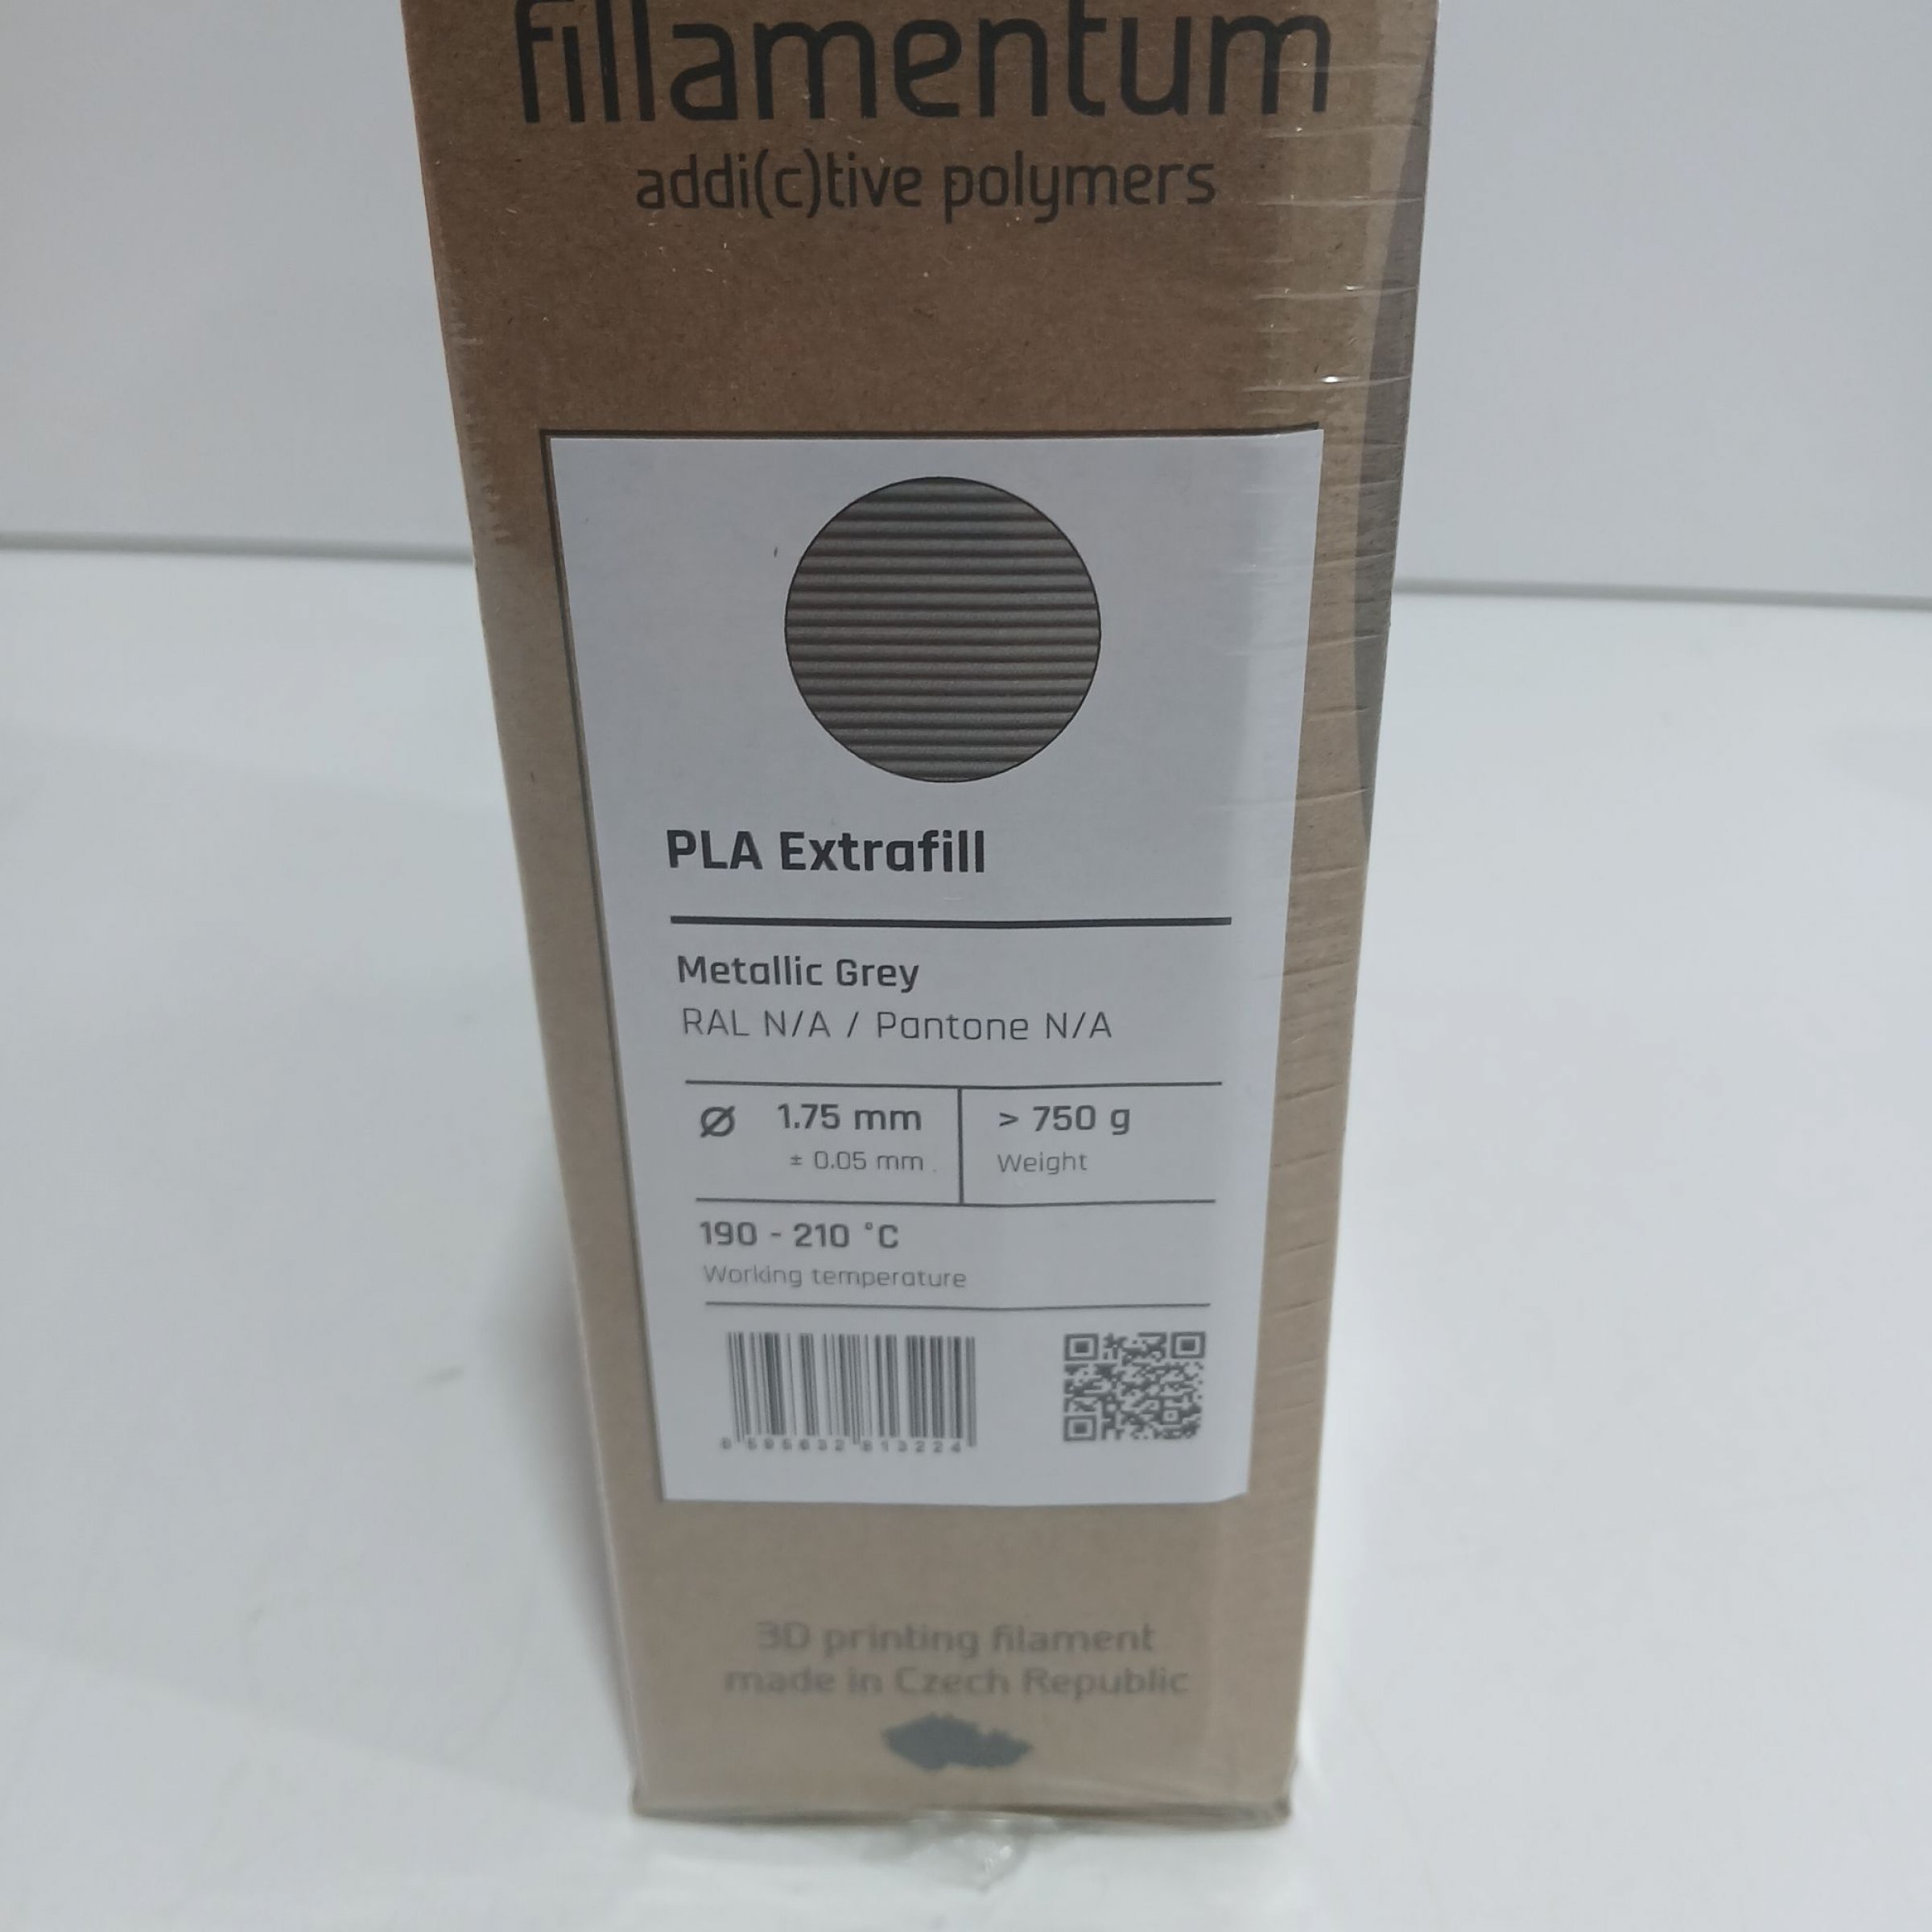 fillamentum
addi(c)tive polymers
PLA Extrafill
Metallic Grey
RAL N/A / Pantone N/A
Ø 1.75 mm
± 0.05 mm
> 750 g
Weight
190 - 210 °C
Working temperature
3D printing filament
made in Czech Republic